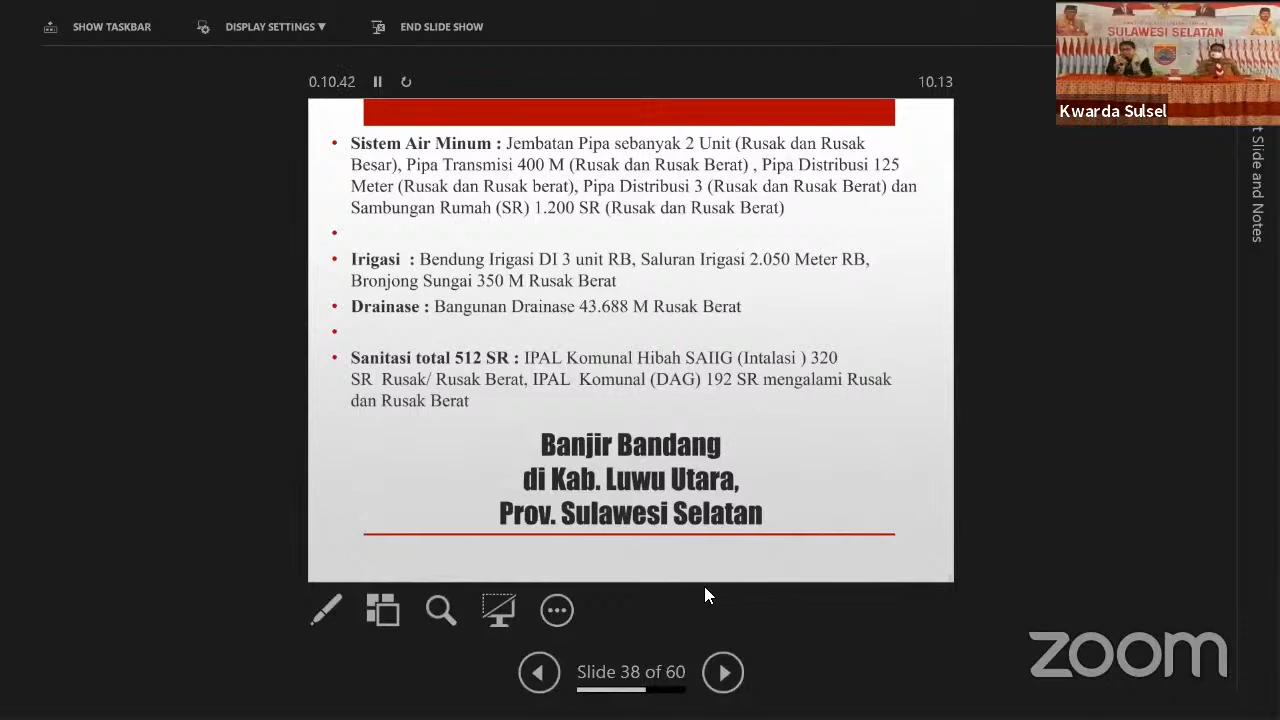 SHOW TASKBAR
DISPLAY SETTINGS ▼
END SLIDE SHOW
SULAWESI SELATAN
Kwarda Sulsel
0.10.42
10.13
• Sistem Air Minum : Jembatan Pipa sebanyak 2 Unit (Rusak dan Rusak
Besar), Pipa Transmisi 400 M (Rusak dan Rusak Berat) , Pipa Distribusi 125
Meter (Rusak dan Rusak berat), Pipa Distribusi 3 (Rusak dan Rusak Berat) dan
Sambungan Rumah (SR) 1.200 SR (Rusak dan Rusak Berat)
•
• Irigasi : Bendung Irigasi DI 3 unit RB, Saluran Irigasi 2.050 Meter RB,
Bronjong Sungai 350 M Rusak Berat
• Drainase : Bangunan Drainase 43.688 M Rusak Berat
•
• Sanitasi total 512 SR : IPAL Komunal Hibah SAIIG (Intalasi ) 320
SR Rusak/ Rusak Berat, IPAL Komunal (DAG) 192 SR mengalami Rusak
dan Rusak Berat
Banjir Bandang
di Kab. Luwu Utara,
Prov. Sulawesi Selatan
t Slide and Notes
Slide 38 of 60
zoom